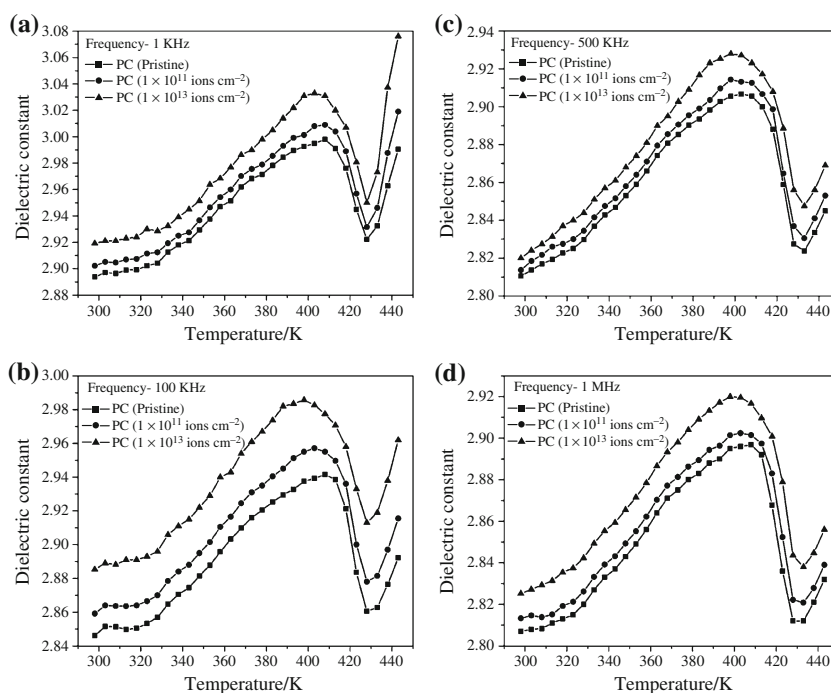 (a)
Frequency- 1 KHz
PC (Pristine)
PC (1 × 10¹¹ ions cm⁻²)
PC (1 × 10¹³ ions cm⁻²)
3.08
3.06
3.04
3.02
3.00
2.98
2.96
2.94
2.92
2.90
2.88
Dielectric constant
300 320 340 360 380 400 420 440
Temperature/K
(c)
Frequency- 500 KHz
PC (Pristine)
PC (1 × 10¹¹ ions cm⁻²)
PC (1 × 10¹³ ions cm⁻²)
2.94
2.92
2.90
2.88
2.86
2.84
2.82
2.80
Dielectric constant
300 320 340 360 380 400 420 440
Temperature/K
(b)
Frequency- 100 KHz
PC (Pristine)
PC (1 × 10¹¹ ions cm⁻²)
PC (1 × 10¹³ ions cm⁻²)
3.00
2.98
2.96
2.94
2.92
2.90
2.88
2.86
2.84
Dielectric constant
300 320 340 360 380 400 420 440
Temperature/K
(d)
Frequency- 1 MHz
PC (Pristine)
PC (1 × 10¹¹ ions cm⁻²)
PC (1 × 10¹³ ions cm⁻²)
2.92
2.90
2.88
2.86
2.84
2.82
2.80
Dielectric constant
300 320 340 360 380 400 420 440
Temperature/K